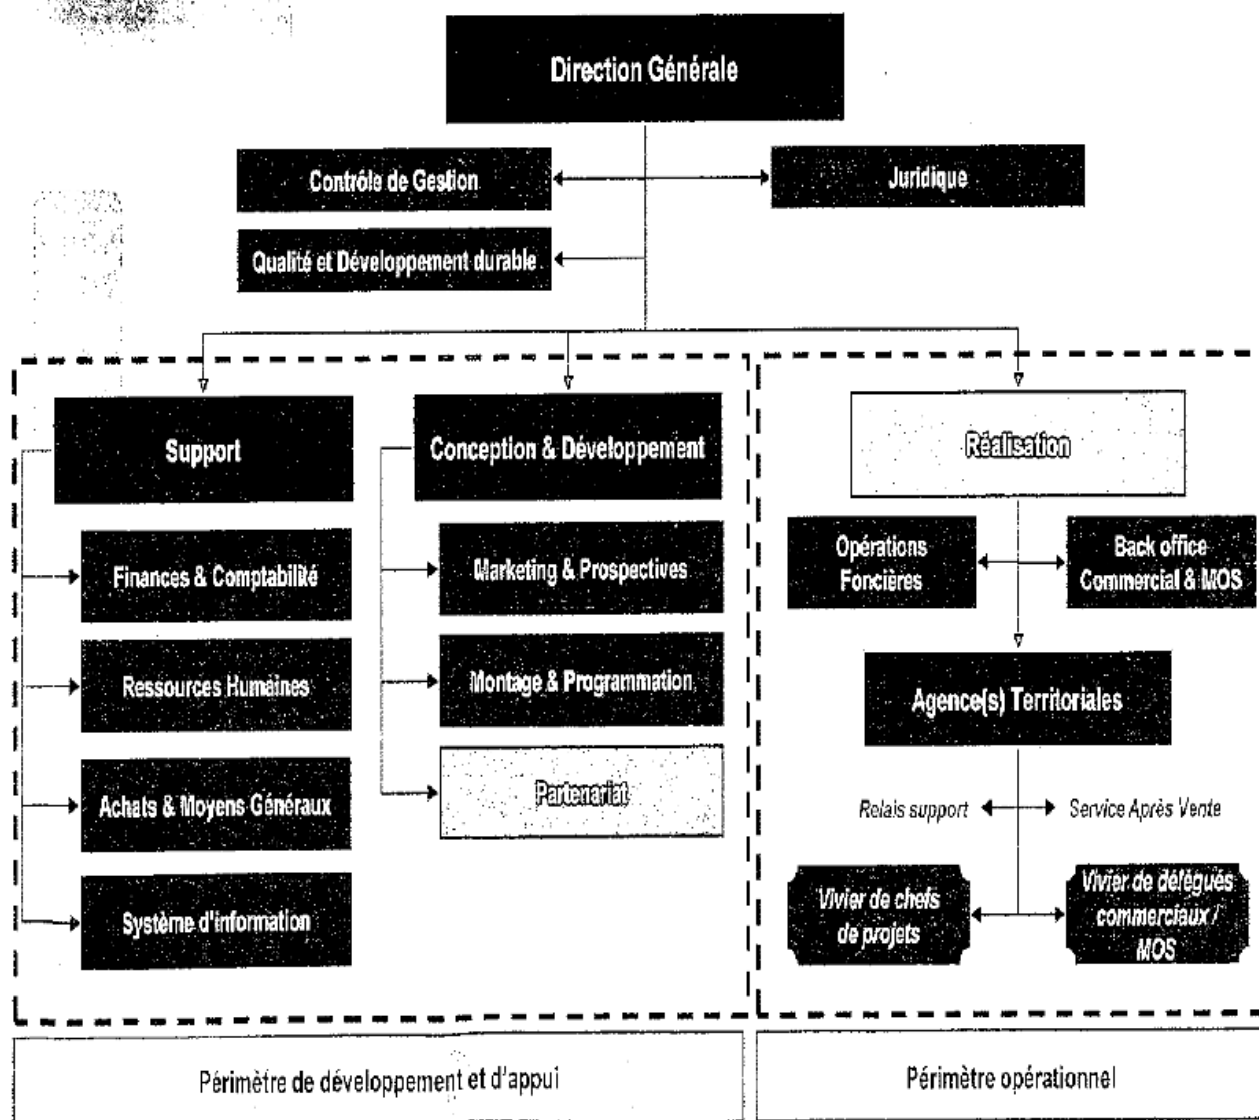 Direction Générale
Contrôle de Gestion
Juridique
Qualité et Développement durable
Support
Conception & Développement
Réalisation
Finances & Comptabilité
Marketing & Prospectives
Opérations
Foncières
Back office
Commercial & MOS
Ressources Humaines
Montage & Programmation
Agence(s) Territoriales
Achats & Moyens Généraux
Partenariat
Relais support
Service Après Vente
Système d'information
Vivier de chefs
de projets
Vivier de délégués
commerciaux /
MOS
Périmètre de développement et d'appui
Périmètre opérationnel